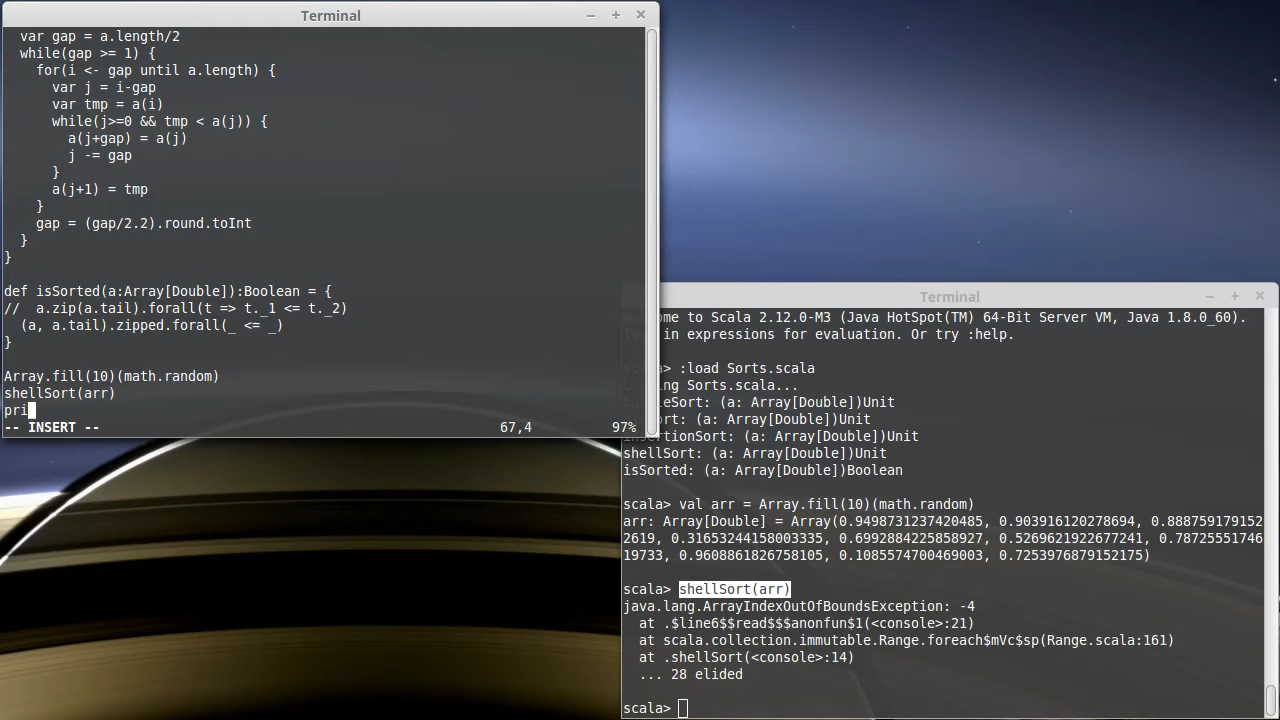 Terminal
var gap = a.length/2
while(gap >= 1) {
for(i <- gap until a.length) {
var j = i-gap
var tmp = a(i)
while(j>=0 && tmp < a(j)) {
a(j+gap) = a(j)
j -= gap
}
a(j+1) = tmp
}
gap = (gap/2.2).round.toInt
}
}
def isSorted(a:Array[Double]):Boolean = {
//  a.zip(a.tail).forall(t => t._1 <= t._2)
(a, a.tail).zipped.forall(_ <= _)
}
Array.fill(10)(math.random)
shellSort(arr)
pri
-- INSERT -- 67,4 97%
Terminal
to Scala 2.12.0-M3 (Java HotSpot(TM) 64-Bit Server VM, Java 1.8.0_60).
in expressions for evaluation. Or try :help.
scala> :load Sorts.scala
Sorts.scala...
(a: Array[Double])Unit
(a: Array[Double])Unit
insertionSort: (a: Array[Double])Unit
shellSort: (a: Array[Double])Unit
isSorted: (a: Array[Double])Boolean
scala> val arr = Array.fill(10)(math.random)
arr: Array[Double] = Array(0.9498731237420485, 0.903916120278694, 0.888759179152
2619, 0.31653244158003335, 0.6992884225858927, 0.5269621922677241, 0.78725551746
19733, 0.9608861826758105, 0.1085574700469003, 0.7253976879152175)
scala> shellSort(arr)
java.lang.ArrayIndexOutOfBoundsException: -4
at .$line6$$read$$$anonfun$1(<console>:21)
at scala.collection.immutable.Range.foreach$mVc$sp(Range.scala:161)
at .shellSort(<console>:14)
... 28 elided
scala>